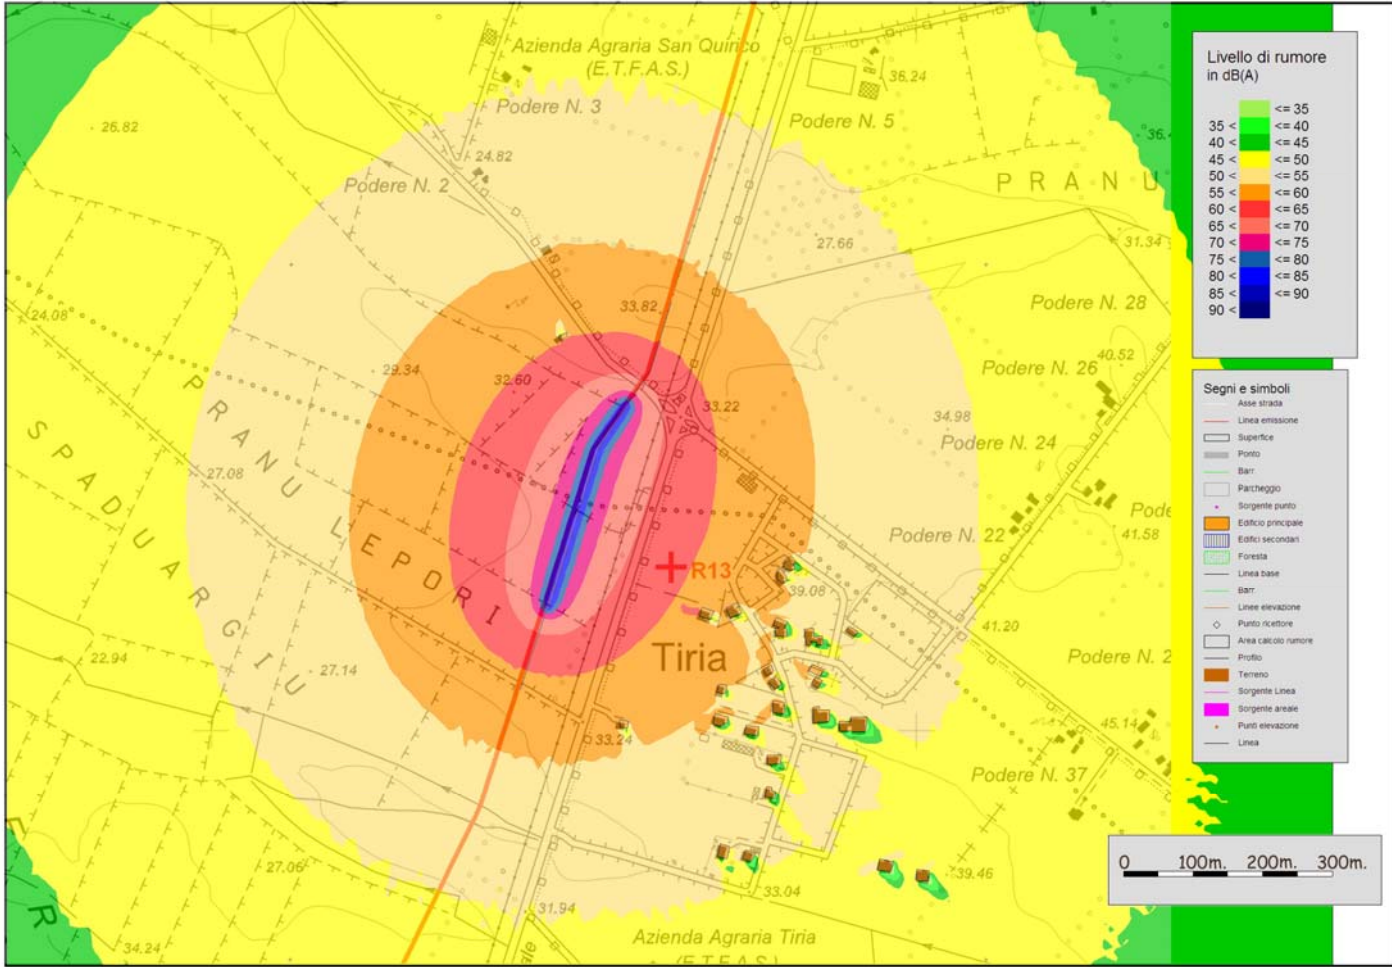 Azienda Agraria San Quirico
(E.T.F.A.S.)
36.24
Podere N. 3
Podere N. 5
26.82
24.82
Podere N. 2
PRANU
27.66
31.34
Podere N. 28
33.82
24.08
40.52
Podere N. 26
29.34
32.60
33.22
34.98
Podere N. 24
PRANU LEPORI
SPADUARGIU
27.08
Podere N. 22
41.58
R13
39.08
41.20
Tiria
22.94
27.14
Podere N. 2
33.24
45.14
Podere N. 37
27.06
33.04
39.46
31.94
34.24
Azienda Agraria Tiria
(E.T.F.A.S.)
Livello di rumore
in dB(A)
<= 35
35 < <= 40
40 < <= 45
45 < <= 50
50 < <= 55
55 < <= 60
60 < <= 65
65 < <= 70
70 < <= 75
75 < <= 80
80 < <= 85
85 < <= 90
90 <
Segni e simboli
Asse strada
Linea emissione
Superfice
Ponto
Barr.
Parcheggio
Sorgente punto
Edificio principale
Edifici secondari
Foresta
Linea base
Barr.
Linee elevazione
Punto ricettore
Area calcolo rumore
Profilo
Terreno
Sorgente Linea
Sorgente areale
Punti elevazione
Linea
0 100m. 200m. 300m.